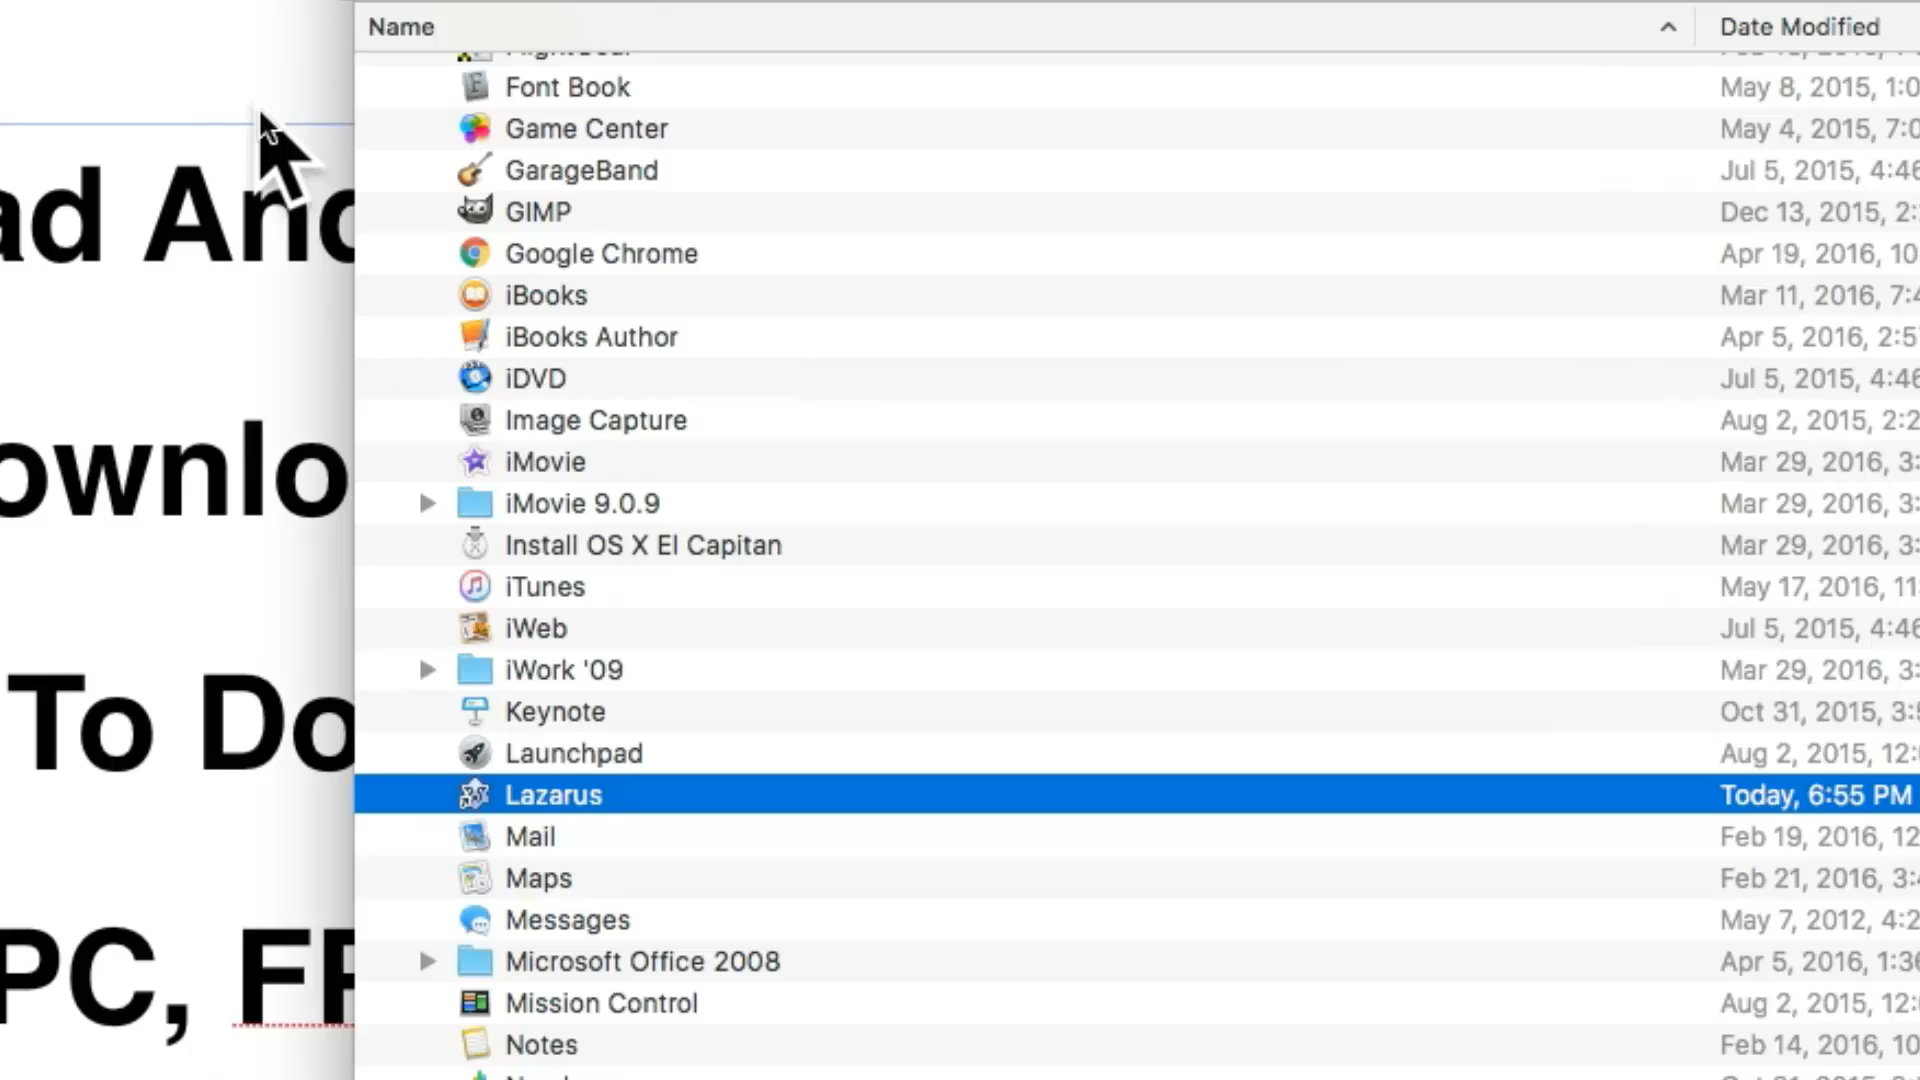 Name
Date Modified
Font Book
May 8, 2015, 1:0
Game Center
May 4, 2015, 7:0
GarageBand
Jul 5, 2015, 4:46
GIMP
Dec 13, 2015, 2:
Google Chrome
Apr 19, 2016, 10
iBooks
Mar 11, 2016, 7:4
iBooks Author
Apr 5, 2016, 2:5
iDVD
Jul 5, 2015, 4:46
Image Capture
Aug 2, 2015, 2:2
iMovie
Mar 29, 2016, 3:
iMovie 9.0.9
Mar 29, 2016, 3:
Install OS X El Capitan
Mar 29, 2016, 3:
iTunes
May 17, 2016, 11
iWeb
Jul 5, 2015, 4:46
iWork '09
Mar 29, 2016, 3:
Keynote
Oct 31, 2015, 3:5
Launchpad
Aug 2, 2015, 12:
Lazarus
Today, 6:55 PM
Mail
Feb 19, 2016, 12
Maps
Feb 21, 2016, 3:4
Messages
May 7, 2012, 4:2
Microsoft Office 2008
Apr 5, 2016, 1:36
Mission Control
Aug 2, 2015, 12:
Notes
Feb 14, 2016, 10
ad And
ownlo
To Do
PC, FP